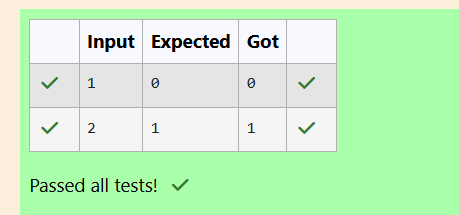 Input Expected Got
1 0 0
2 1 1
Passed all tests!